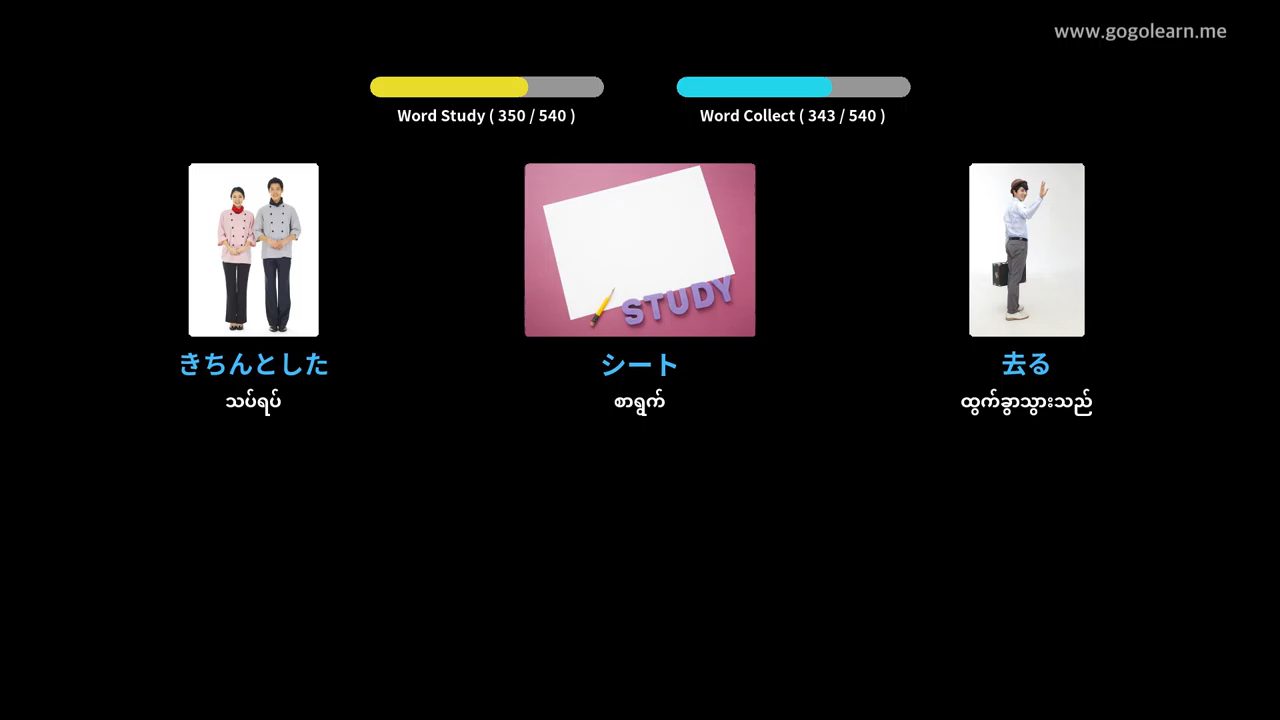 www.gogolearn.me
Word Study ( 350 / 540 )
Word Collect ( 343 / 540 )
STUDY
きちんとした
シート
去る
သပ်ရပ်
စာရွက်
ထွက်ခွာသွားသည်